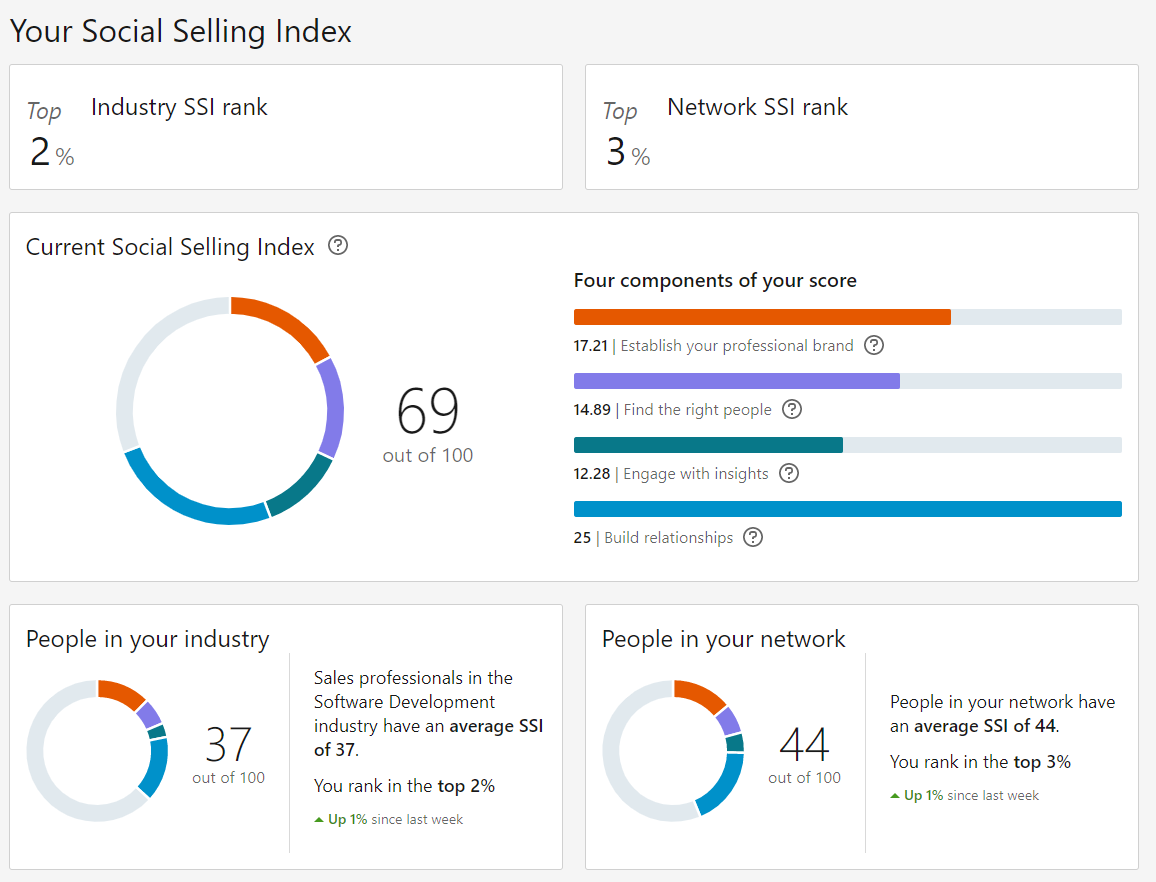 Your Social Selling Index
Top
Industry SSI rank
2 %
Top
Network SSI rank
3 %
Current Social Selling Index ?
69
out of 100
Four components of your score
17.21 | Establish your professional brand ?
14.89 | Find the right people ?
12.28 | Engage with insights ?
25 | Build relationships ?
People in your industry
37
out of 100
Sales professionals in the
Software Development
industry have an average SSI
of 37.
You rank in the top 2%
Up 1% since last week
People in your network
44
out of 100
People in your network have
an average SSI of 44.
You rank in the top 3%
Up 1% since last week